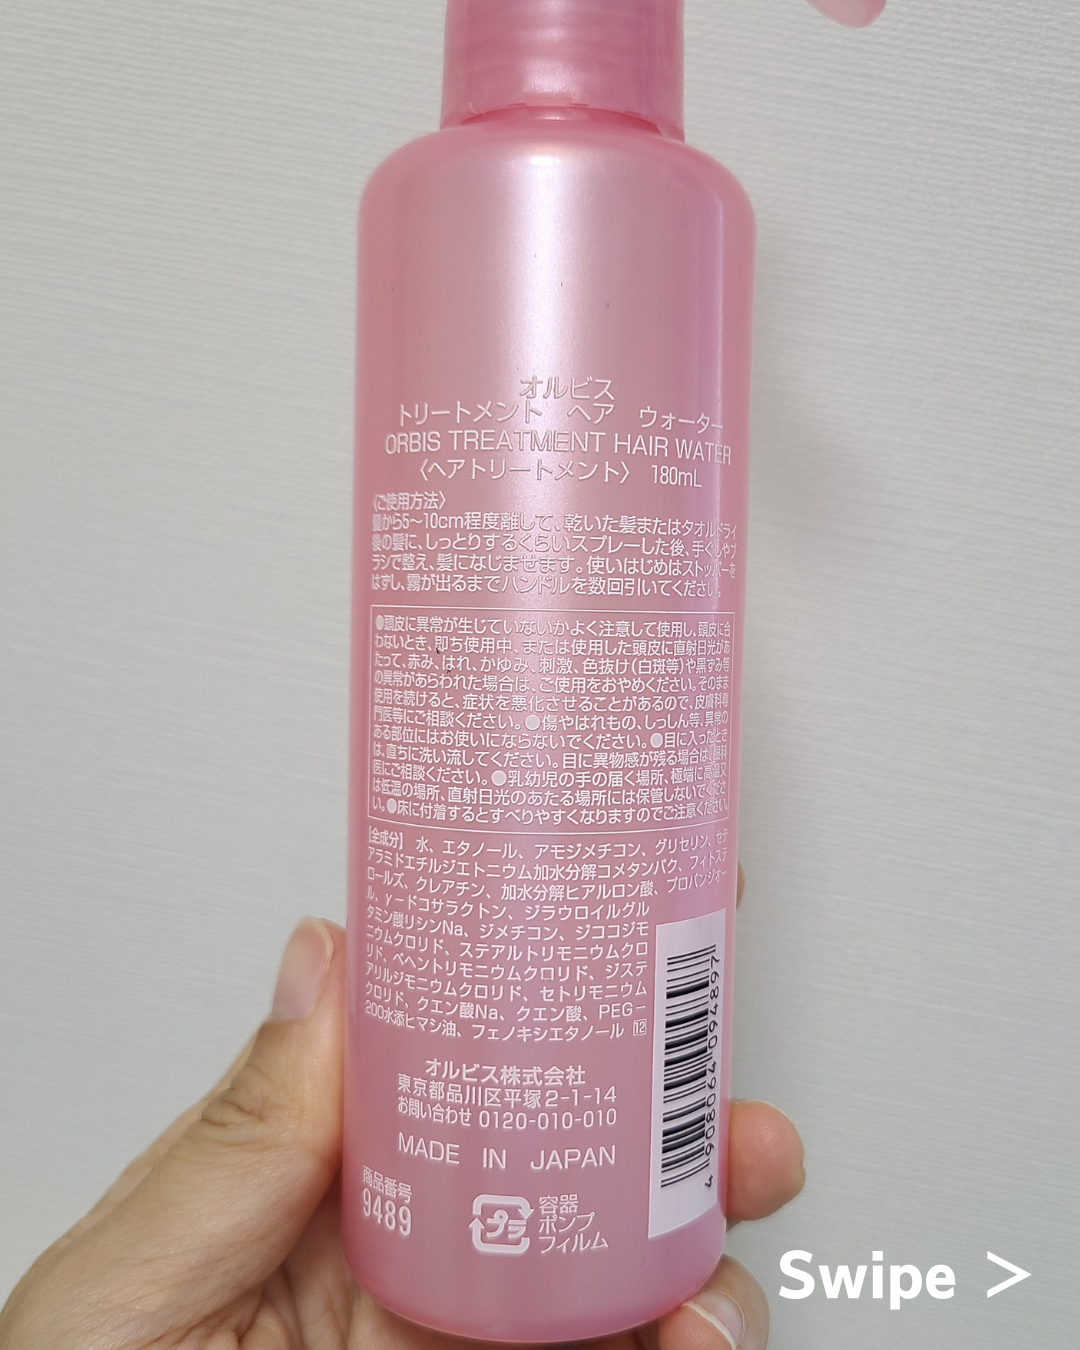 オルビス
トリートメント ヘア ウォーター
ORBIS TREATMENT HAIR WATER
〈ヘアトリートメント〉 180mL
〈ご使用方法〉
髪から5〜10cm程度離して、乾いた髪またはタオルドライ
後の髪に、しっとりするくらいスプレーした後、手ぐしやブ
ラシで整え、髪になじませます。使いはじめはストッパーを
はずし、霧が出るまでハンドルを数回引いてください。
●頭皮に異常が生じていないかよく注意して使用し、頭皮に合
わないとき、即ち使用中、または使用した頭皮に直射日光があ
たって、赤み、はれ、かゆみ、刺激、色抜け(白斑等)や黒ずみ等
の異常があらわれた場合は、ご使用をおやめください。そのまま
使用を続けると、症状を悪化させることがあるので、皮膚科専
門医等にご相談ください。●傷やはれもの、しっしん等、異常の
ある部位にはお使いにならないでください。●目に入ったとき
は、直ちに洗い流してください。目に異物感が残る場合は、眼科
医にご相談ください。●乳幼児の手の届く場所、極端に高温又
は低温の場所、直射日光のあたる場所には保管しないでくださ
い。●床に付着するとすべりやすくなりますのでご注意ください。
【全成分】 水、エタノール、アモジメチコン、グリセリン、セテ
アラミドエチルジエトニウム加水分解コメタンパク、フィトステ
ロールズ、クレアチン、加水分解ヒアルロン酸、プロパンジオー
ル、γードコサラクトン、ジラウロイルグル
タミン酸リシンNa、ジメチコン、ジココジモ
ニウムクロリド、ステアルトリモニウムクロ
リド、ベヘントリモニウムクロリド、ジステ
アリルジモニウムクロリド、セトリモニウム
クロリド、クエン酸Na、クエン酸、PEGー
200水添ヒマシ油、フェノキシエタノール 12
オルビス株式会社
東京都品川区平塚2-1-14
お問い合わせ 0120-010-010
MADE IN JAPAN
商品番号
9489
プラ
容器
ポンプ
フィルム
4 908064 094897
Swipe >